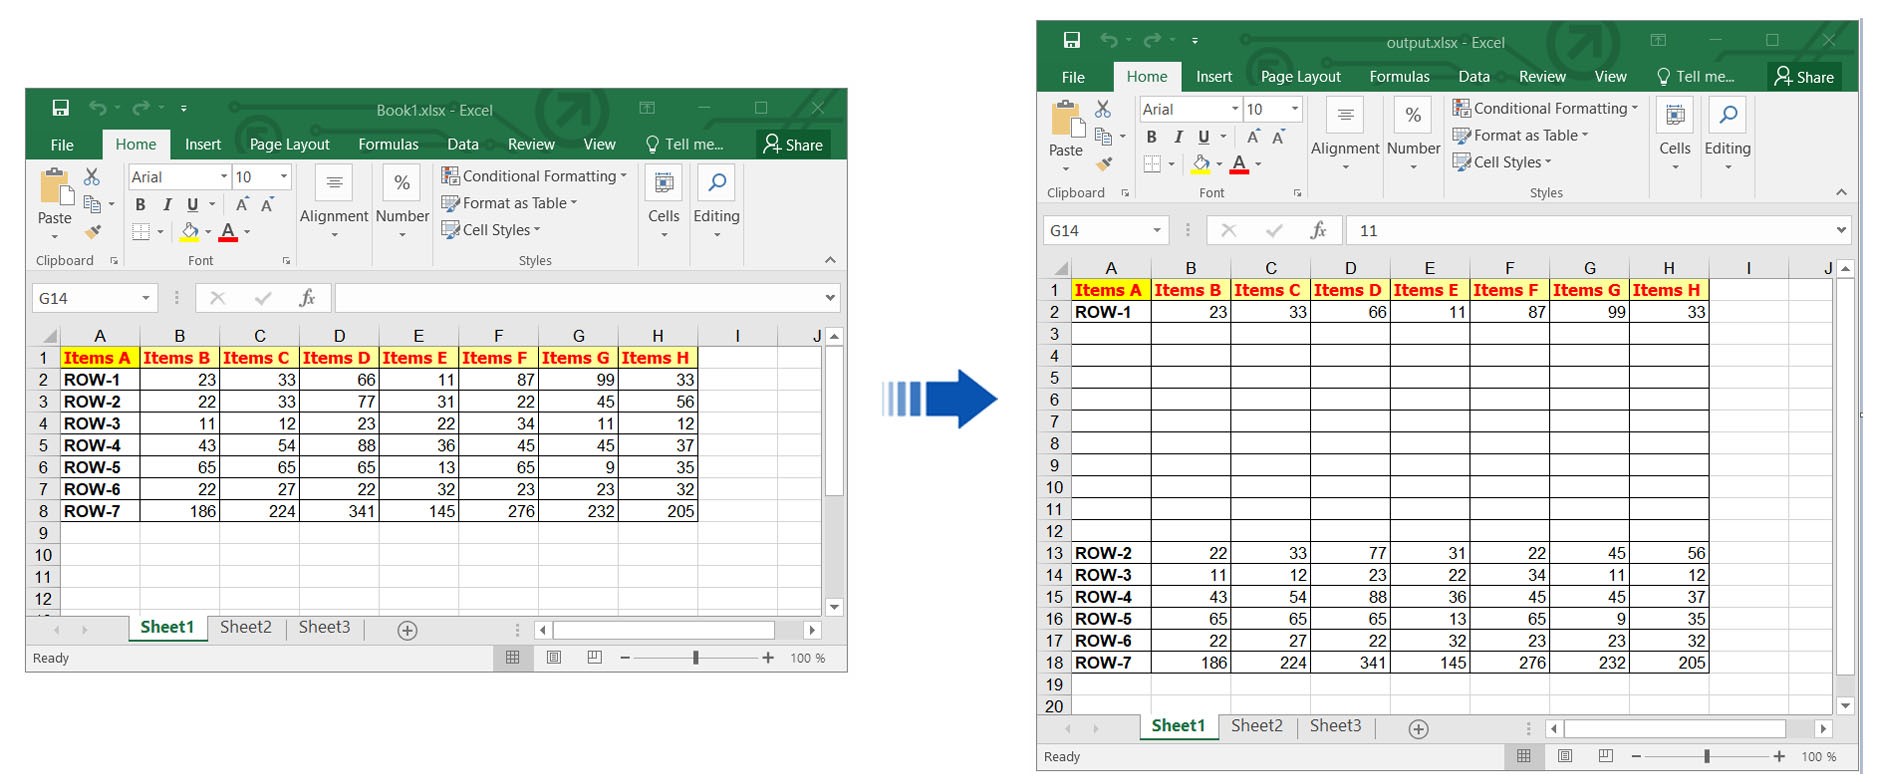 Book1.xlsx - Excel
File Home Insert Page Layout Formulas Data Review View Tell me... Share
Arial 10
Conditional Formatting
B I U A A
Format as Table
Paste
Alignment Number
Cells Editing
%
A
Cell Styles
Clipboard Font Styles
G14 fx
A B C D E F G H I J
1 Items A Items B Items C Items D Items E Items F Items G Items H
2 ROW-1 23 33 66 11 87 99 33
3 ROW-2 22 33 77 31 22 45 56
4 ROW-3 11 12 23 22 34 11 12
5 ROW-4 43 54 88 36 45 45 37
6 ROW-5 65 65 65 13 65 9 35
7 ROW-6 22 27 22 32 23 23 32
8 ROW-7 186 224 341 145 276 232 205
9
10
11
12
Sheet1 Sheet2 Sheet3
Ready 100 %
output.xlsx - Excel
File Home Insert Page Layout Formulas Data Review View Tell me... Share
Arial 10
Conditional Formatting
B I U A A
Format as Table
Paste
Alignment Number
Cells Editing
%
A
Cell Styles
Clipboard Font Styles
G14 fx 11
A B C D E F G H I J
1 Items A Items B Items C Items D Items E Items F Items G Items H
2 ROW-1 23 33 66 11 87 99 33
3
4
5
6
7
8
9
10
11
12
13 ROW-2 22 33 77 31 22 45 56
14 ROW-3 11 12 23 22 34 11 12
15 ROW-4 43 54 88 36 45 45 37
16 ROW-5 65 65 65 13 65 9 35
17 ROW-6 22 27 22 32 23 23 32
18 ROW-7 186 224 341 145 276 232 205
19
20
Sheet1 Sheet2 Sheet3
Ready 100 %